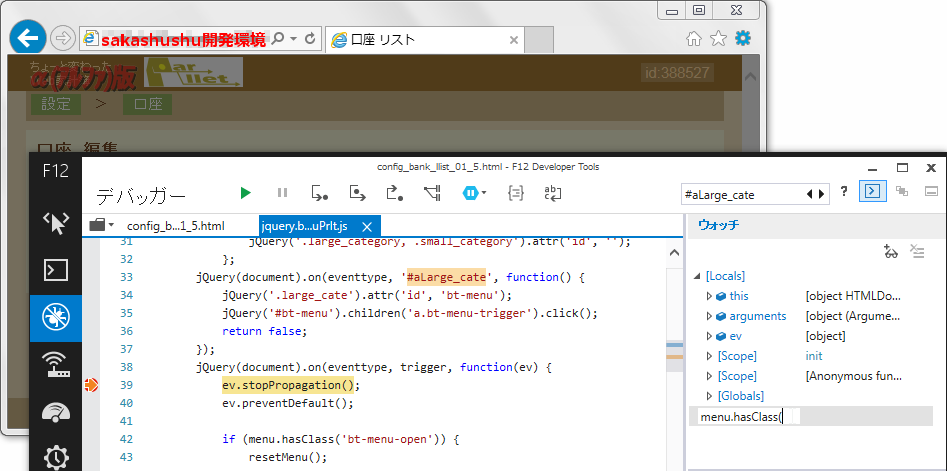 sakashushu開発環境
口座 リスト
ちょっと変わった
α(アルファ)版
id:388527
設定 > 口座
口座 編集
config_bank_llist_01_5.html - F12 Developer Tools
F12
デバッガー
#aLarge_cate
?
config_b...1_5.html
jquery.b...uPrlt.js
ウォッチ
31 jQuery('.large_category, .small_category').attr('id', '');
32 };
33 jQuery(document).on(eventtype, '#aLarge_cate', function() {
34 jQuery('.large_cate').attr('id', 'bt-menu');
35 jQuery('#bt-menu').children('a.bt-menu-trigger').click();
36 return false;
37 });
38 jQuery(document).on(eventtype, trigger, function(ev) {
39 ev.stopPropagation();
40 ev.preventDefault();
41
42 if (menu.hasClass('bt-menu-open')) {
43 resetMenu();
[Locals]
this [object HTMLDo...
arguments [object (Argume...
ev [object]
[Scope] init
[Scope] [Anonymous fun...
[Globals]
menu.hasClass(